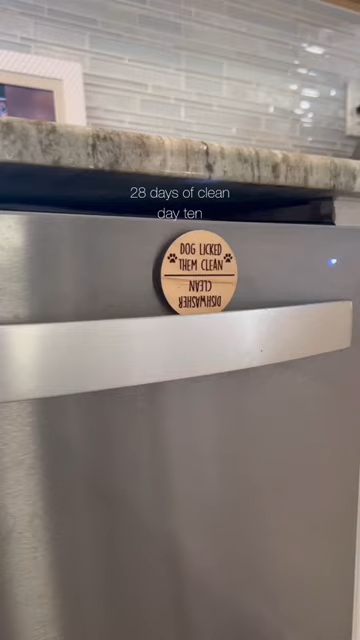 28 days of clean
day ten
DOG LICKED
THEM CLEAN
DISHWASHER
CLEAN